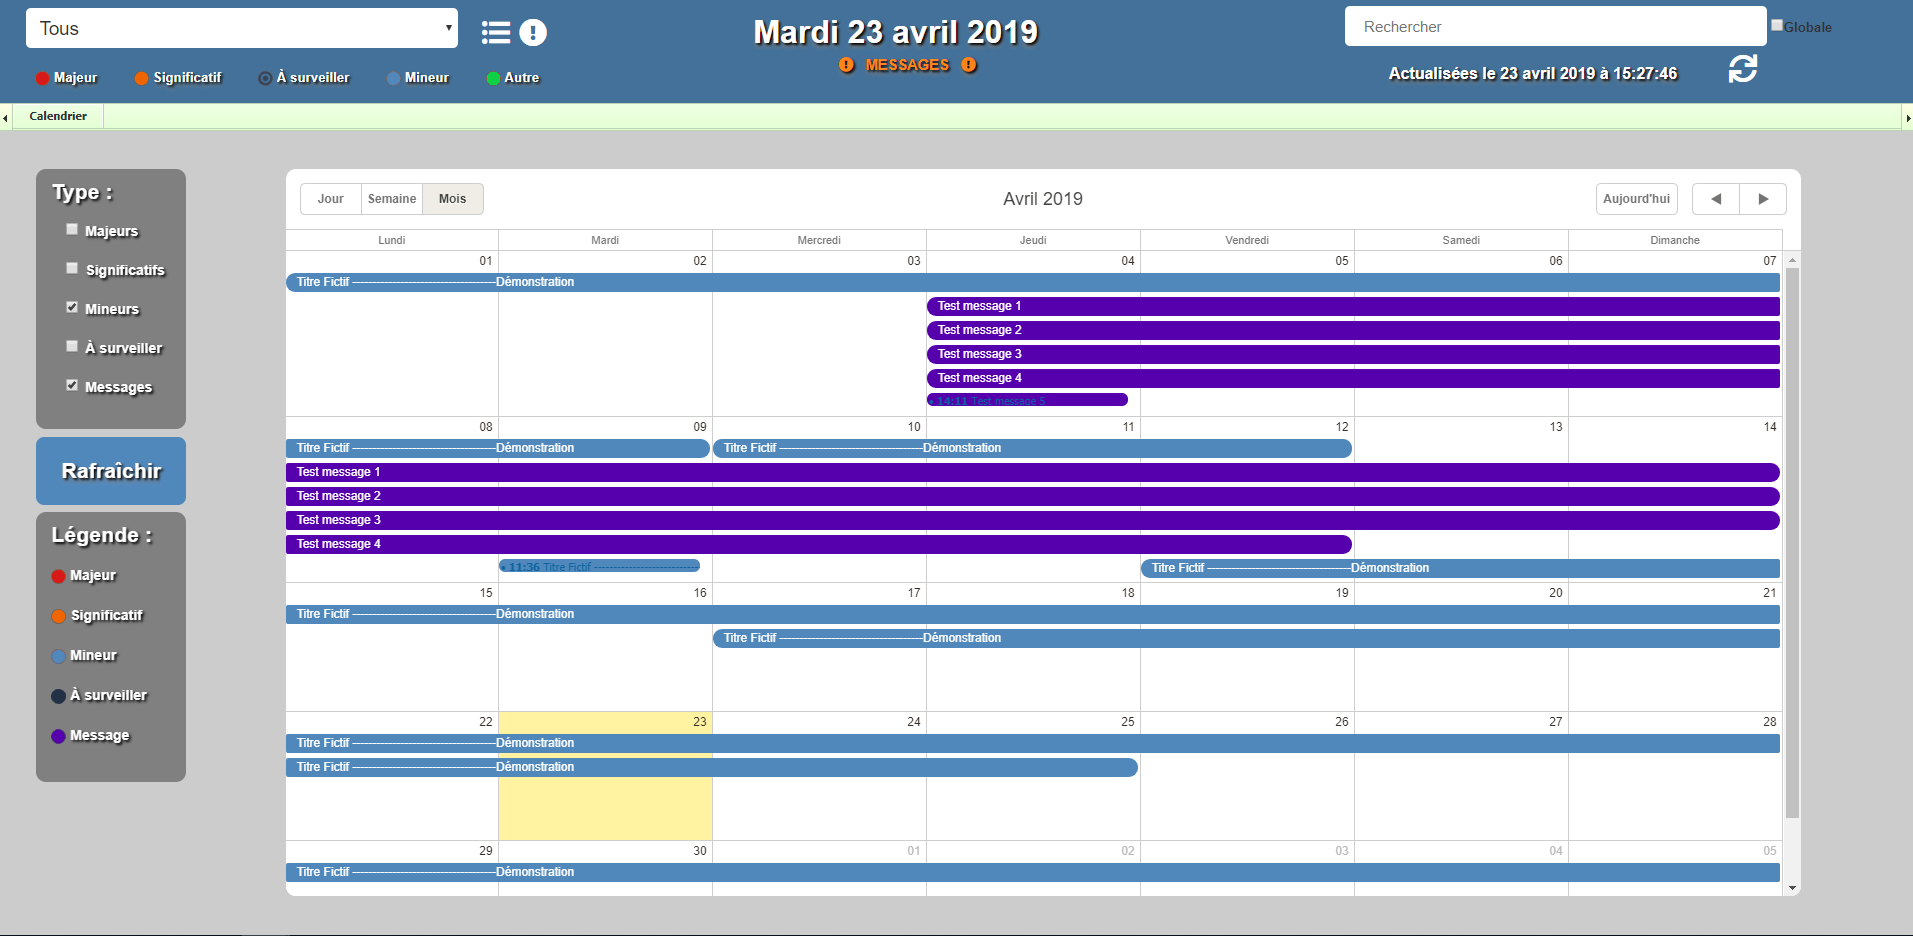 Tous
Mardi 23 avril 2019
Rechercher
Globale
MESSAGES
Majeur Significatif À surveiller Mineur Autre
Actualisées le 23 avril 2019 à 15:27:46
Calendrier
Type :
Majeurs
Significatifs
Mineurs
À surveiller
Messages
Rafraîchir
Légende :
Majeur
Significatif
Mineur
À surveiller
Message
Jour Semaine Mois
Avril 2019
Aujourd'hui
Lundi Mardi Mercredi Jeudi Vendredi Samedi Dimanche
01 02 03 04 05 06 07
Titre Fictif ------------------------------------Démonstration
Test message 1
Test message 2
Test message 3
Test message 4
• 14:11 Test message 5
08 09 10 11 12 13 14
Titre Fictif ------------------------------------Démonstration Titre Fictif ------------------------------------Démonstration
Test message 1
Test message 2
Test message 3
Test message 4
• 11:36 Titre Fictif --------------------------- Titre Fictif ------------------------------------Démonstration
15 16 17 18 19 20 21
Titre Fictif ------------------------------------Démonstration
Titre Fictif ------------------------------------Démonstration
22 23 24 25 26 27 28
Titre Fictif ------------------------------------Démonstration
Titre Fictif ------------------------------------Démonstration
29 30 01 02 03 04 05
Titre Fictif ------------------------------------Démonstration